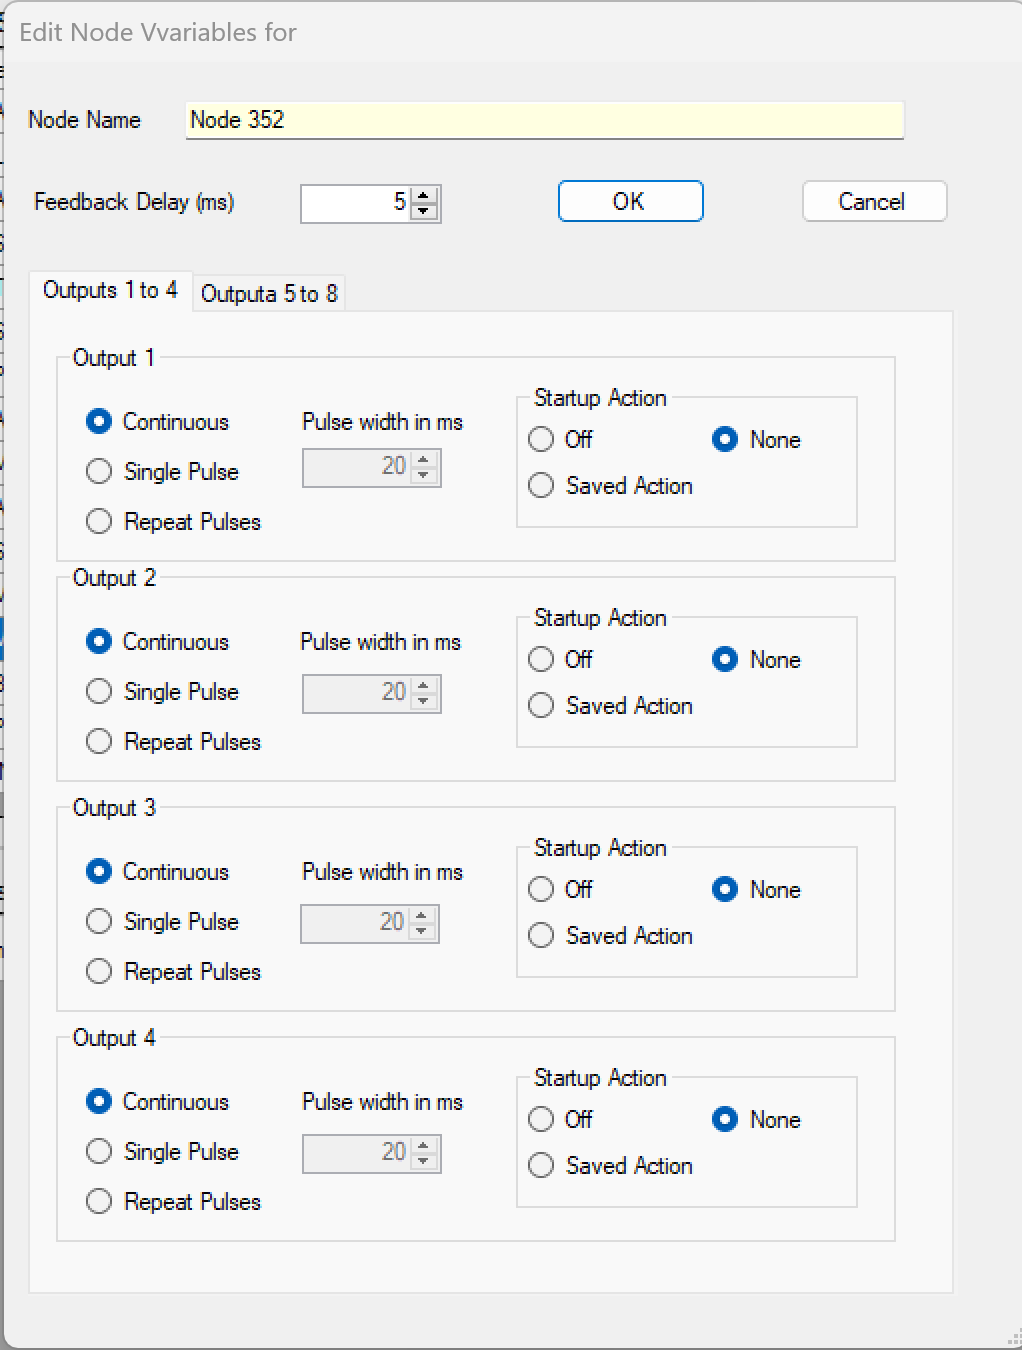 Edit Node Vvariables for
Node Name Node 352
Feedback Delay (ms) 5 OK Cancel
Outputs 1 to 4 Outputa 5 to 8
Output 1
Startup Action
Continuous Pulse width in ms
Off None
Single Pulse 20
Saved Action
Repeat Pulses
Output 2
Startup Action
Continuous Pulse width in ms
Off None
Single Pulse 20
Saved Action
Repeat Pulses
Output 3
Startup Action
Continuous Pulse width in ms
Off None
Single Pulse 20
Saved Action
Repeat Pulses
Output 4
Startup Action
Continuous Pulse width in ms
Off None
Single Pulse 20
Saved Action
Repeat Pulses